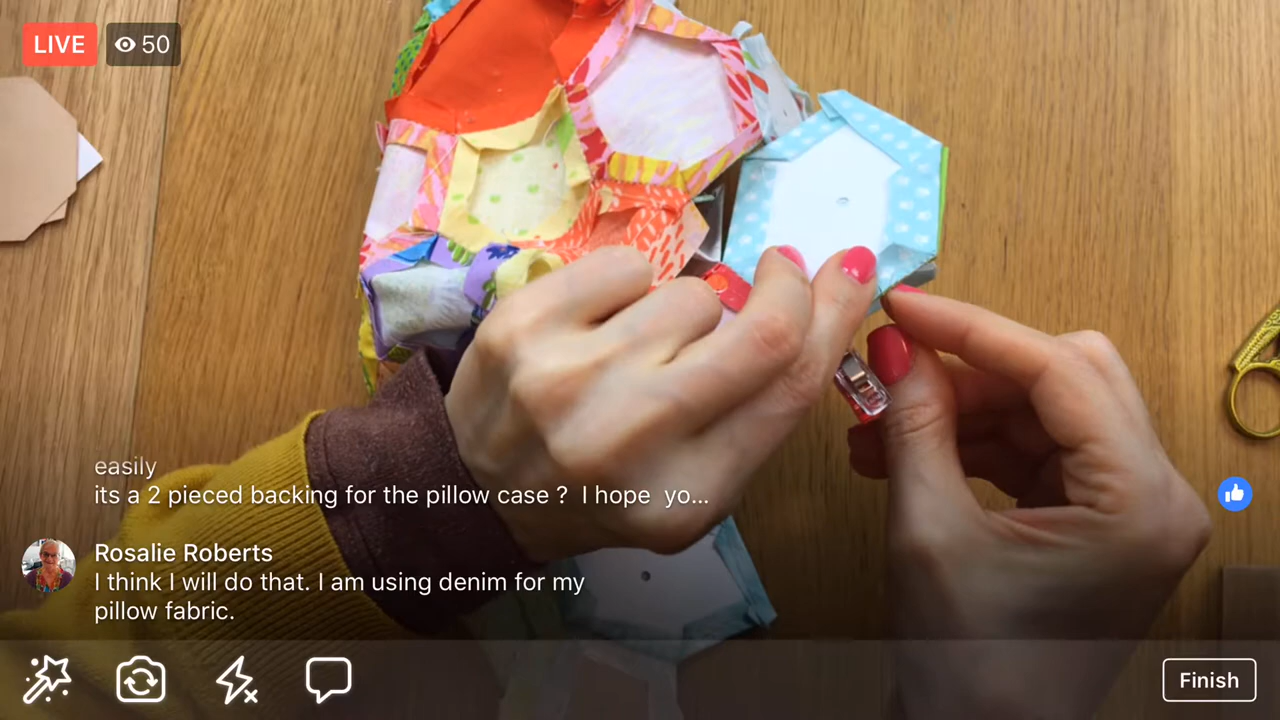 LIVE
50
easily
its a 2 pieced backing for the pillow case ? I hope yo...
Rosalie Roberts
I think I will do that. I am using denim for my
pillow fabric.
Finish